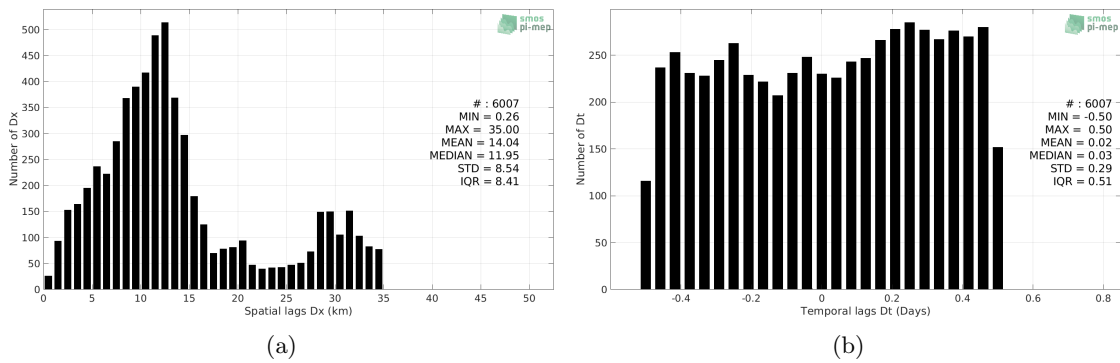 smos
pi-mep
500
450
400
350
300
250
200
150
100
50
0
Number of Dx
# : 6007
MIN = 0.26
MAX = 35.00
MEAN = 14.04
MEDIAN = 11.95
STD = 8.54
IQR = 8.41
0 5 10 15 20 25 30 35 40 45 50
Spatial lags Dx (km)
(a)
smos
pi-mep
250
200
150
100
50
0
Number of Dt
# : 6007
MIN = -0.50
MAX = 0.50
MEAN = 0.02
MEDIAN = 0.03
STD = 0.29
IQR = 0.51
-0.4 -0.2 0 0.2 0.4 0.6 0.8
Temporal lags Dt (Days)
(b)